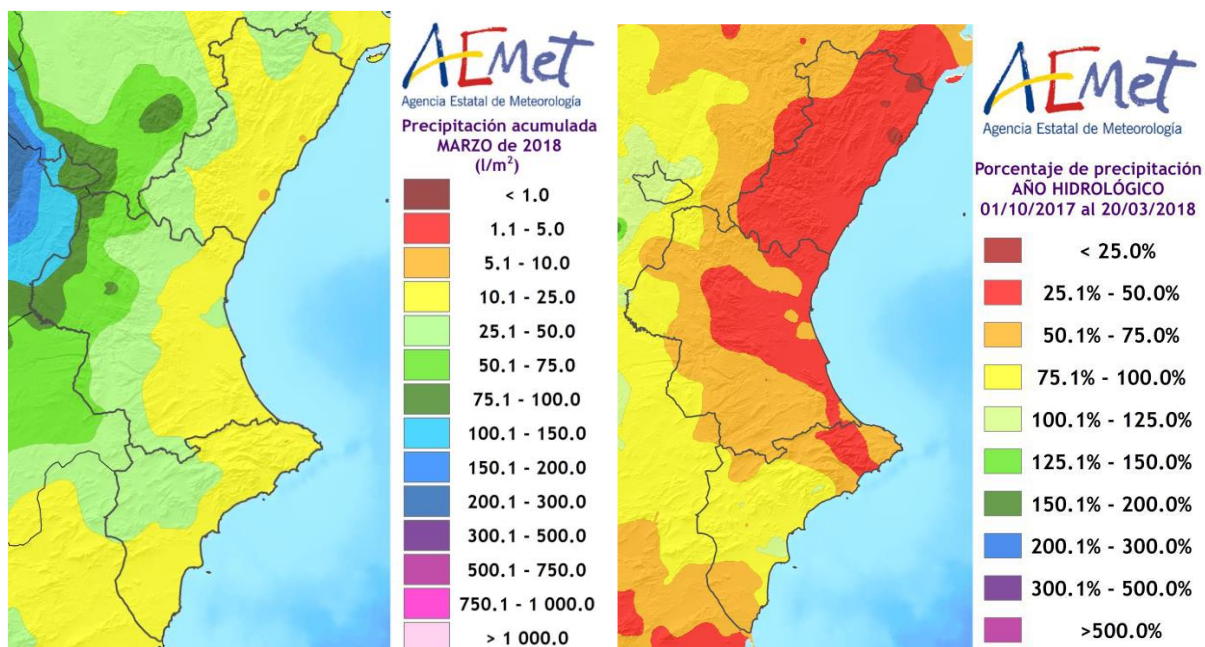 AEMet
Agencia Estatal de Meteorología
Precipitación acumulada
MARZO de 2018
(l/m²)
< 1.0
1.1 - 5.0
5.1 - 10.0
10.1 - 25.0
25.1 - 50.0
50.1 - 75.0
75.1 - 100.0
100.1 - 150.0
150.1 - 200.0
200.1 - 300.0
300.1 - 500.0
500.1 - 750.0
750.1 - 1 000.0
> 1 000.0
AEMet
Agencia Estatal de Meteorología
Porcentaje de precipitación
AÑO HIDROLÓGICO
01/10/2017 al 20/03/2018
< 25.0%
25.1% - 50.0%
50.1% - 75.0%
75.1% - 100.0%
100.1% - 125.0%
125.1% - 150.0%
150.1% - 200.0%
200.1% - 300.0%
300.1% - 500.0%
>500.0%